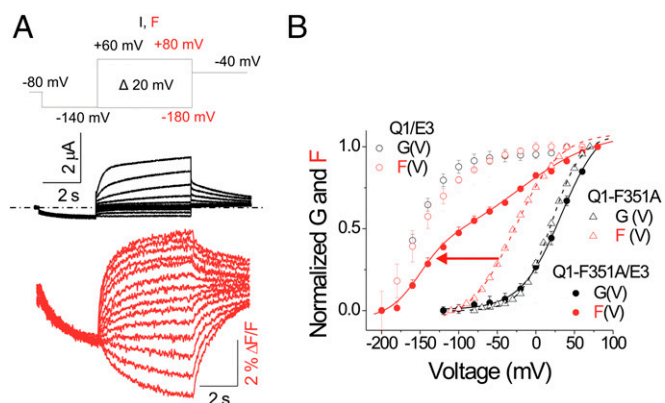 A
I, F
+60 mV +80 mV
-40 mV
-80 mV
Δ 20 mV
-140 mV -180 mV
2 µA
2 s
2 % ΔF/F
2 s
B
Normalized G and F
1.0
0.5
0.0
-200 -150 -100 -50 0 50 100
Voltage (mV)
Q1/E3
G(V)
F(V)
Q1-F351A
G (V)
F (V)
Q1-F351A/E3
G(V)
F(V)